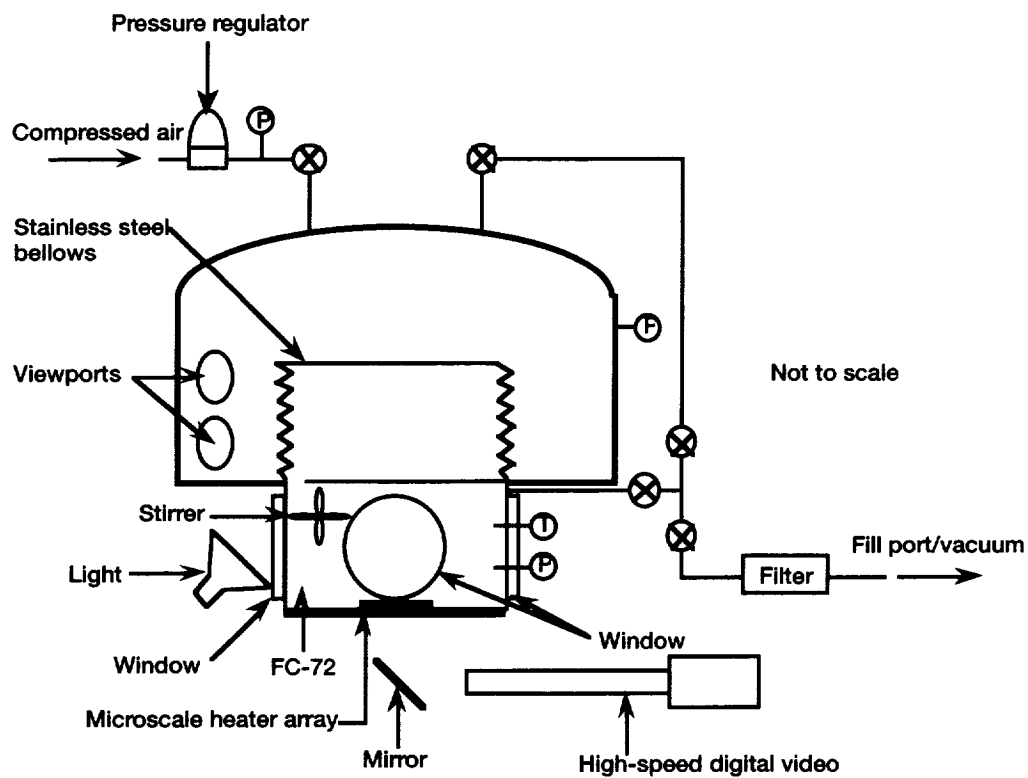 Pressure regulator
Compressed air
P
Stainless steel
bellows
P
Viewports
Not to scale
Stirrer
T
P
Fill port/vacuum
Light
Filter
Window
FC-72
Window
Microscale heater array
Mirror
High-speed digital video